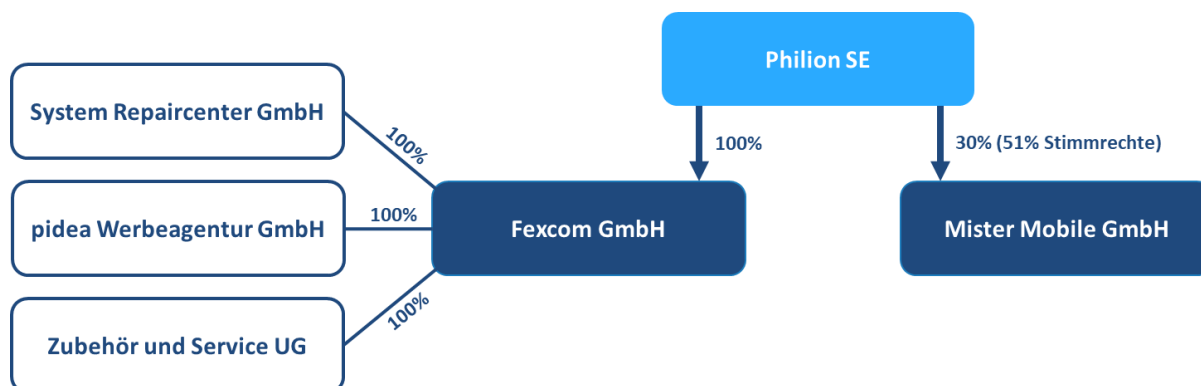 Philion SE
System Repaircenter GmbH
100%
100%
30% (51% Stimmrechte)
pidea Werbeagentur GmbH
100%
Fexcom GmbH
Mister Mobile GmbH
100%
Zubehör und Service UG